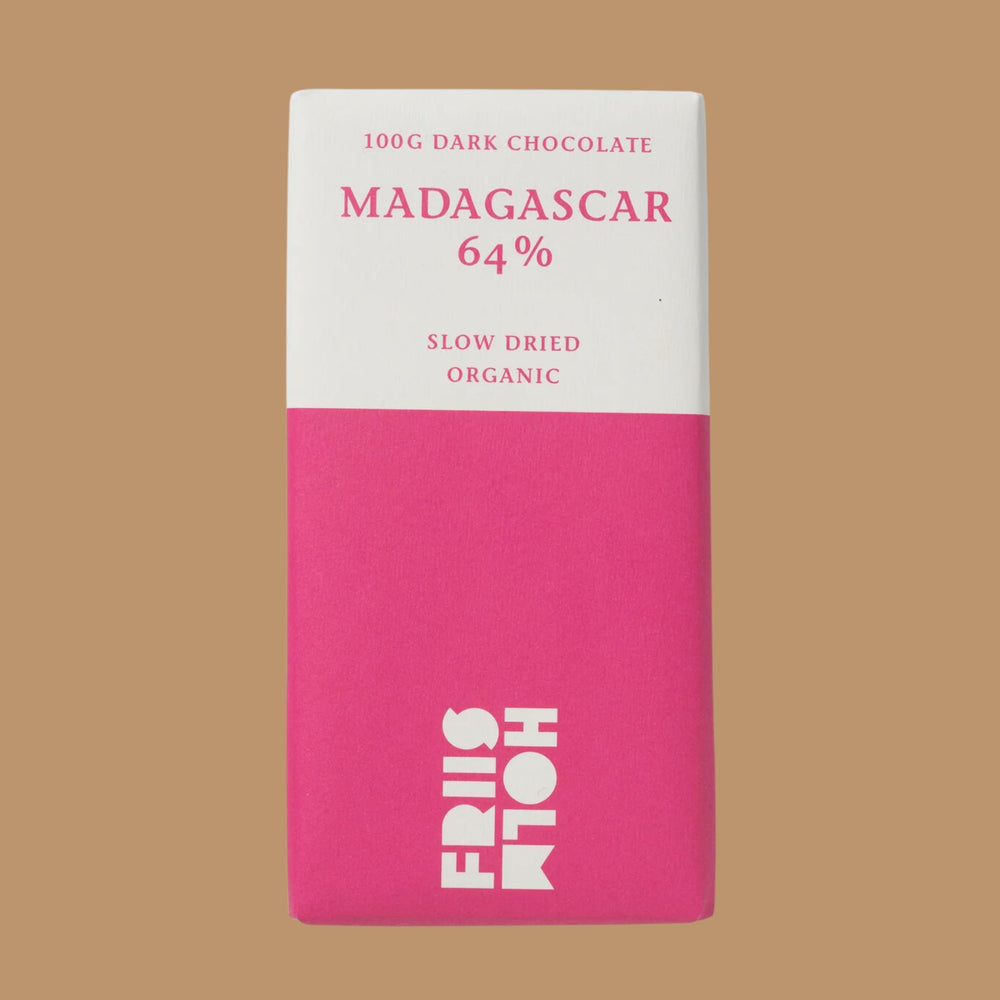 100G DARK CHOCOLATE
MADAGASCAR
64%
SLOW DRIED
ORGANIC
FRIIS
HOLM